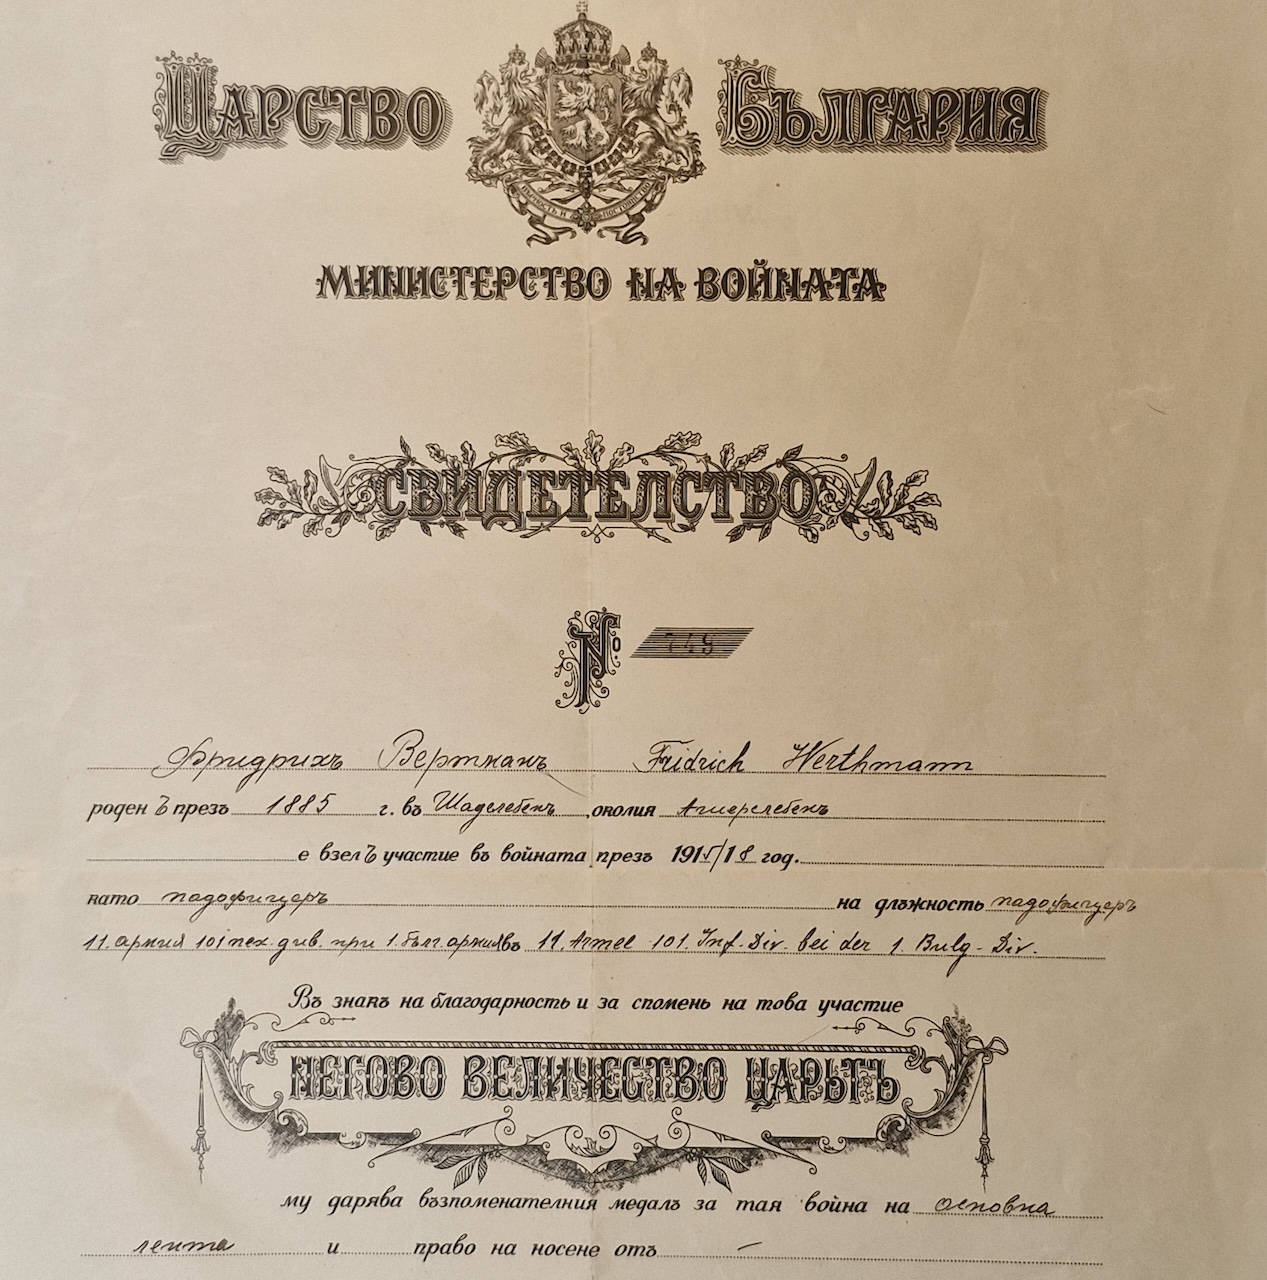 Царство България
ВѢРНОСТЬ И ПОСТОЯНСТВО
Министерство на войната
Свидетелство
№ 749
Фридрихъ Вертманъ Fridrich Werthmann
роденъ презъ 1885 г. въ Шаделебенъ, околия Ашерслебенъ
е взелъ участие въ войната презъ 1915/18 год.
като подофицеръ на длъжность подофицеръ
11. армия 101 пех. див. при 1. бълг. армия въ 11. Armee 101. Inf. Div. bei der 1. Bulg- Div.
Въ знакъ на благодарность и за споменъ на това участие
Негово Величество Царьтъ
му дарява възпоменателния медалъ за тая война на основна
лента и право на носене отъ —